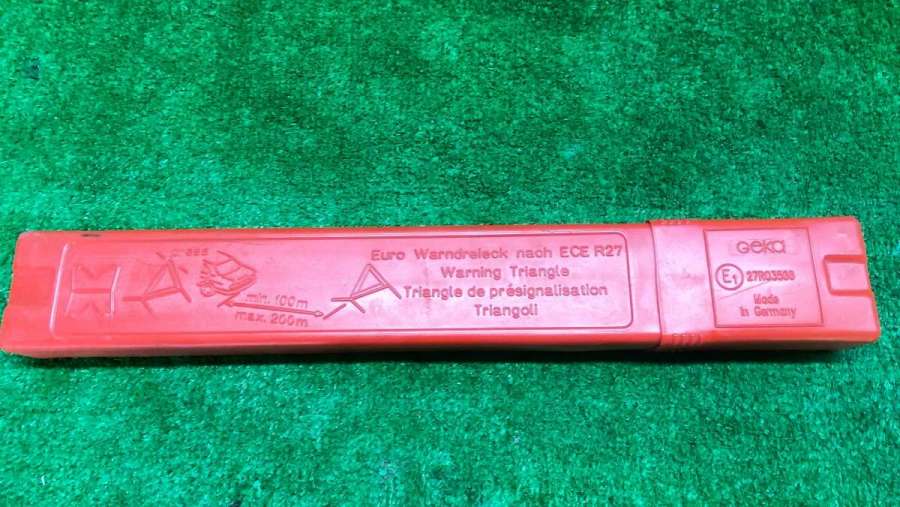 min. 100m
max. 200m
Euro Warndreieck nach ECE R27
Warning Triangle
Triangle de présignalisation
Triangoli
GEKA
E1
Made
in Germany